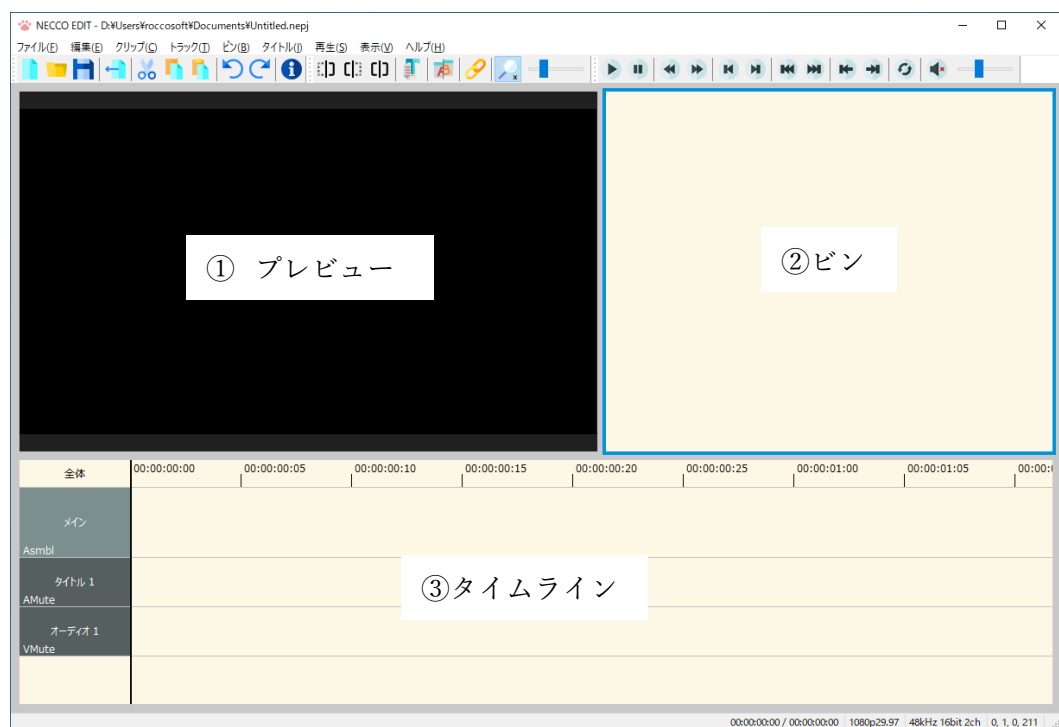 NECCO EDIT - D:¥Users¥roccosoft¥Documents¥Untitled.nepj
ファイル(F) 編集(E) クリップ(C) トラック(T) ビン(B) タイトル(I) 再生(S) 表示(V) ヘルプ(H)
① プレビュー
②ビン
全体
00:00:00:00 00:00:00:05 00:00:00:10 00:00:00:15 00:00:00:20 00:00:00:25 00:00:01:00 00:00:01:05 00:00:
メイン
Asmbl
タイトル 1
AMute
③タイムライン
オーディオ 1
VMute
00:00:00:00 / 00:00:00:00 1080p29.97 48kHz 16bit 2ch 0, 1, 0, 211